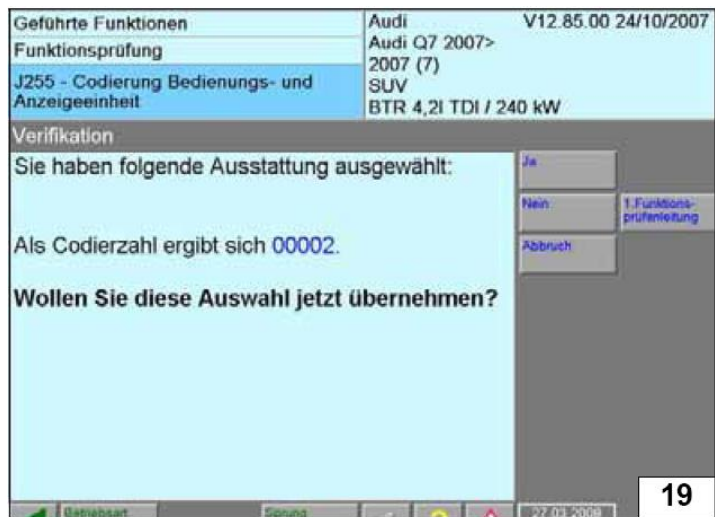 Geführte Funktionen
Funktionsprüfung
J255 - Codierung Bedienungs- und
Anzeigeeinheit
Audi
V12.85.00 24/10/2007
Audi Q7 2007>
2007 (7)
SUV
BTR 4,2l TDI / 240 kW
Verifikation
Sie haben folgende Ausstattung ausgewählt:
Als Codierzahl ergibt sich 00002.
Wollen Sie diese Auswahl jetzt übernehmen?
Ja
Nein
1.Funktions-
prüfanleitung
Abbruch
Betriebsart
Sprung
27.03.2009
19